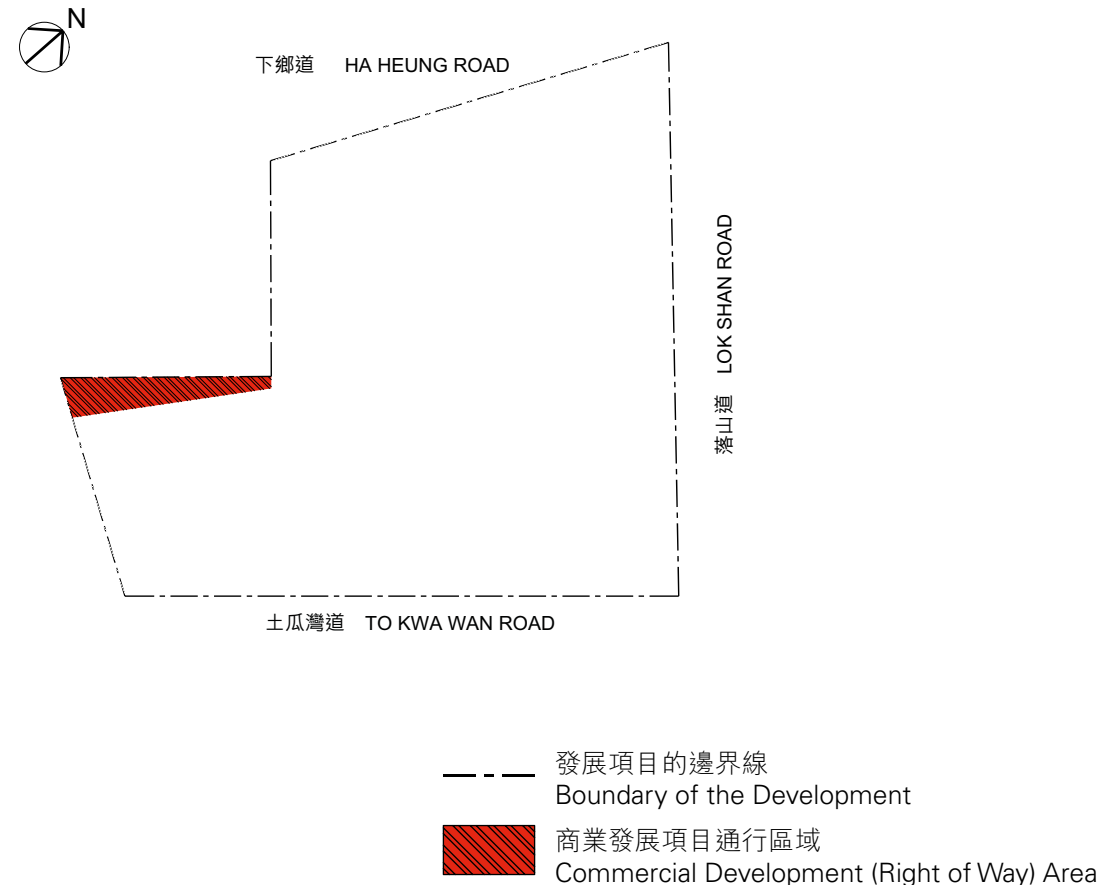 N
下鄉道 HA HEUNG ROAD
落山道 LOK SHAN ROAD
土瓜灣道 TO KWA WAN ROAD
發展項目的邊界線
Boundary of the Development
商業發展項目通行區域
Commercial Development (Right of Way) Area